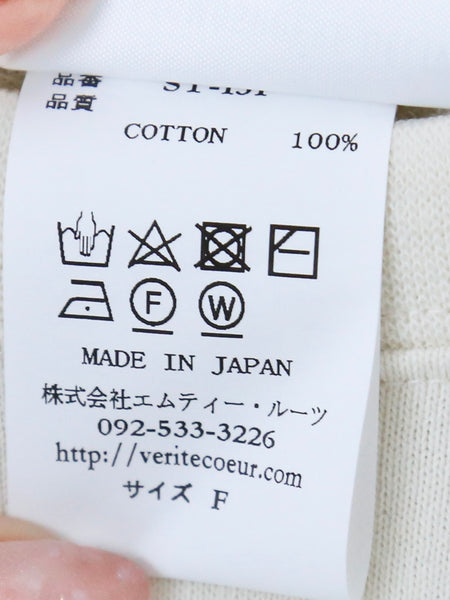 品番
品質
COTTON 100%
F W
MADE IN JAPAN
株式会社エムティー・ルーツ
092-533-3226
http://veritecoeur.com
サイズ F